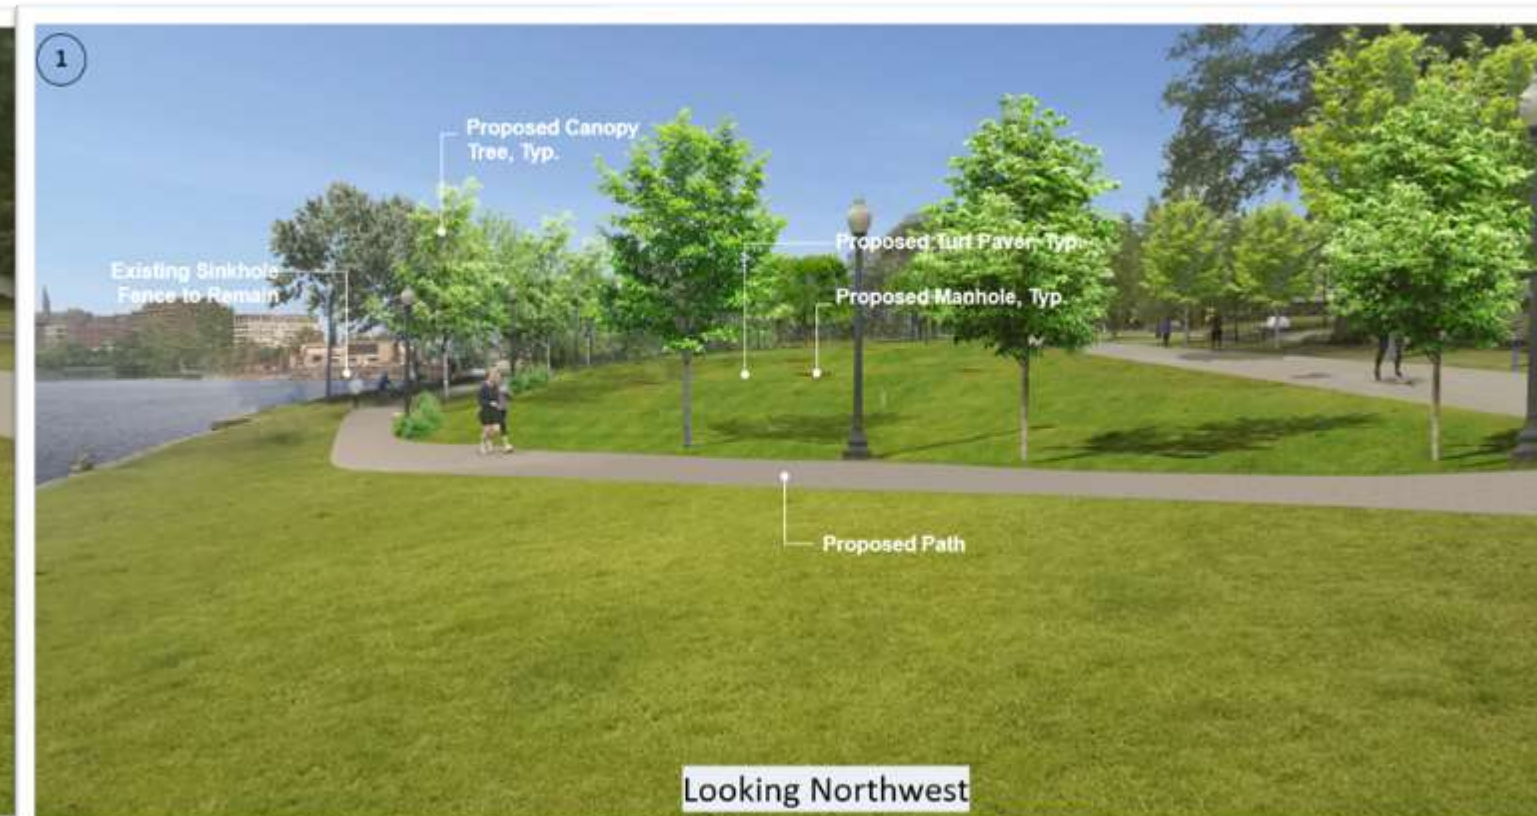 1
Proposed Canopy
Tree, Typ.
Proposed Turf Paver, Typ.
Existing Sinkhole
Fence to Remain
Proposed Manhole, Typ.
Proposed Path
Looking Northwest